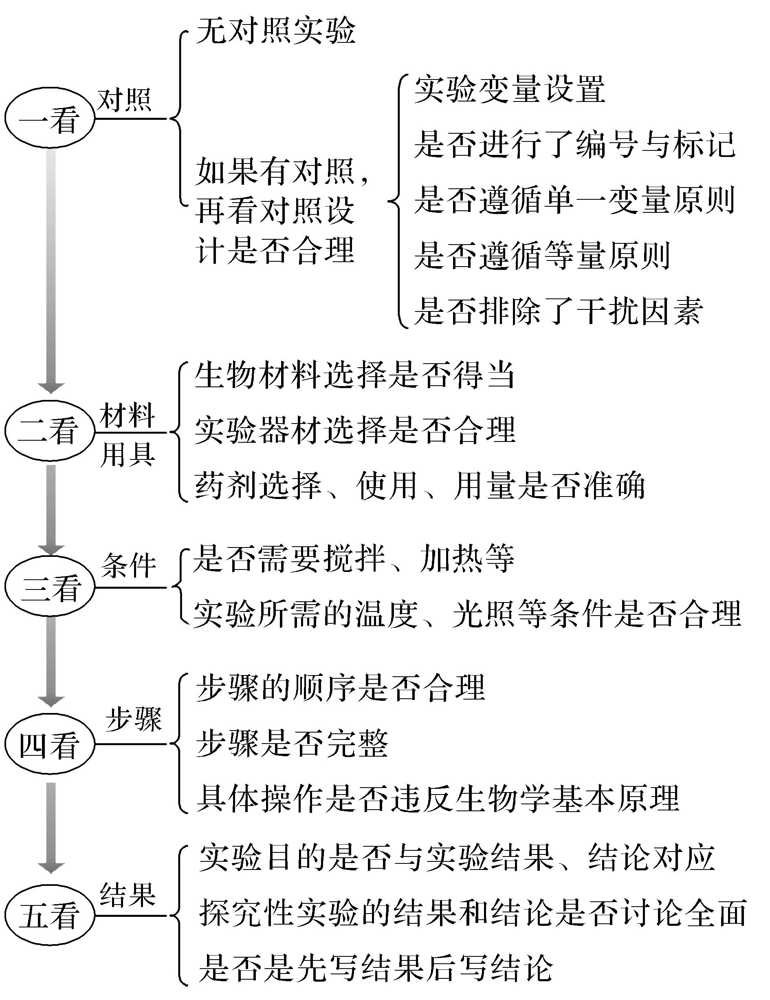 一看
对照
无对照实验
如果有对照，
再看对照设
计是否合理
实验变量设置
是否进行了编号与标记
是否遵循单一变量原则
是否遵循等量原则
是否排除了干扰因素
二看
材料
用具
生物材料选择是否得当
实验器材选择是否合理
药剂选择、使用、用量是否准确
三看
条件
是否需要搅拌、加热等
实验所需的温度、光照等条件是否合理
四看
步骤
步骤的顺序是否合理
步骤是否完整
具体操作是否违反生物学基本原理
五看
结果
实验目的是否与实验结果、结论对应
探究性实验的结果和结论是否讨论全面
是否是先写结果后写结论